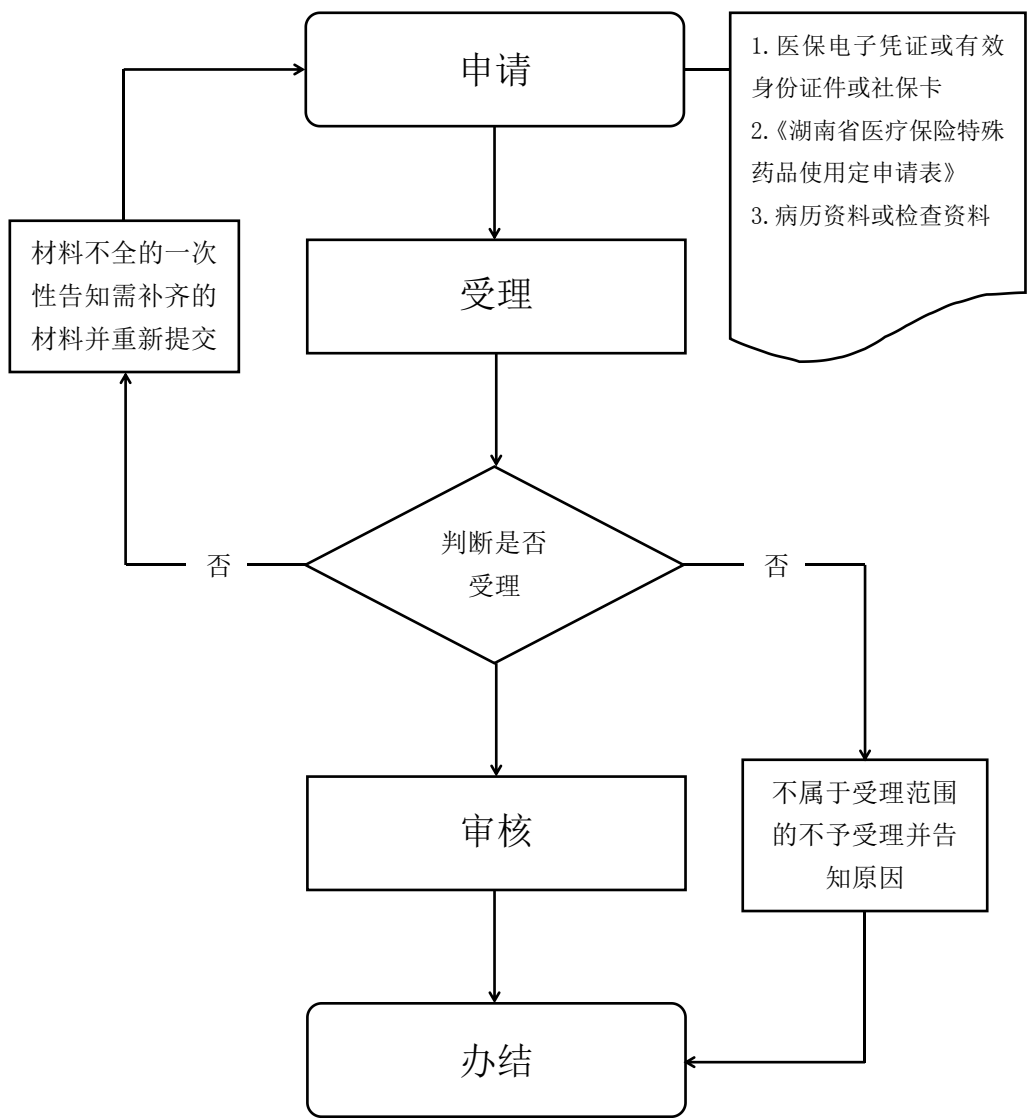 申请
1.医保电子凭证或有效
身份证件或社保卡
2.《湖南省医疗保险特殊
药品使用定申请表》
3.病历资料或检查资料
材料不全的一次
性告知需补齐的
材料并重新提交
受理
判断是否
受理
否
否
审核
不属于受理范围
的不予受理并告
知原因
办结